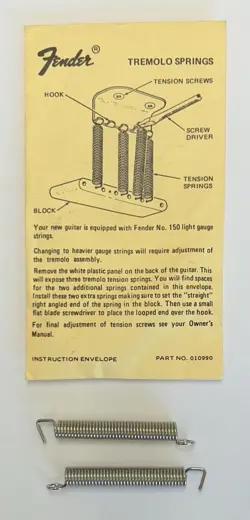 Fender®
TREMOLO SPRINGS
TENSION SCREWS
HOOK
SCREW
DRIVER
TENSION
SPRINGS
BLOCK
Your new guitar is equipped with Fender No. 150 light gauge
strings.
Changing to heavier gauge strings will require adjustment of
the tremolo assembly.
Remove the white plastic panel on the back of the guitar. This
will expose three tremolo tension springs. You will find spaces
for the two additional springs contained in this envelope.
Install these two extra springs making sure to set the "straight"
right angled end of the spring in the block. Then use a small
flat blade screwdriver to place the looped end over the hook.
For final adjustment of tension screws see your Owner's
Manual.
INSTRUCTION ENVELOPE
PART NO. 010990